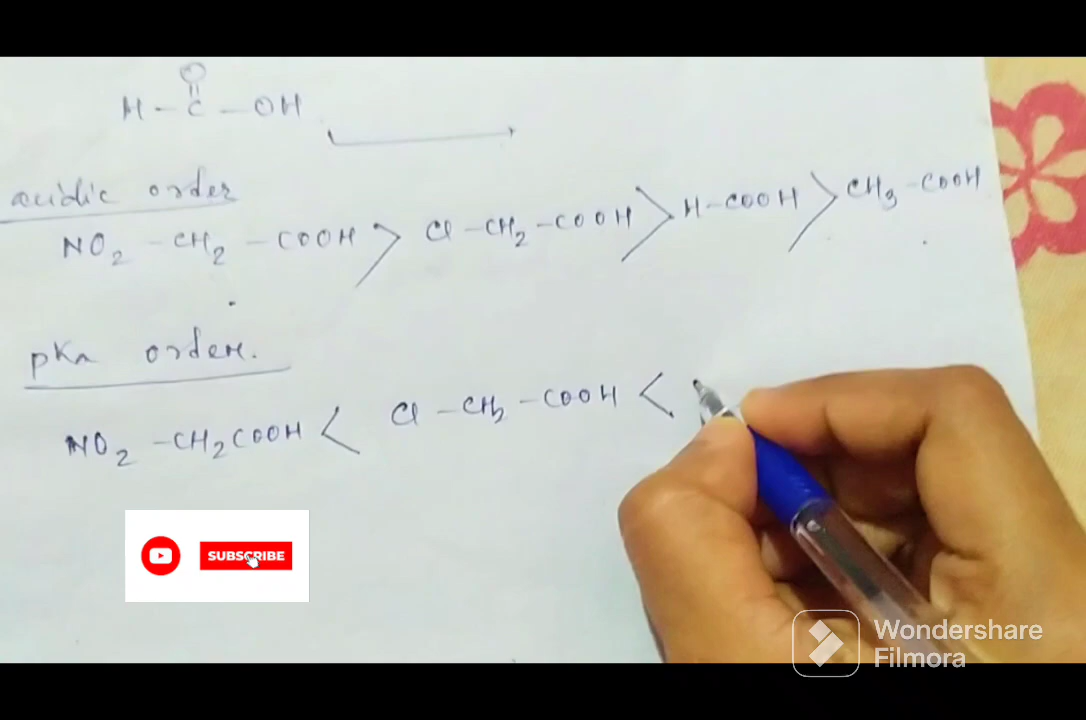 O
H - C - OH
acidic order
NO2 - CH2 - COOH > Cl - CH2 - COOH > H - COOH > CH3 - COOH
pKa order.
NO2 - CH2COOH < Cl - CH2 - COOH <
SUBSCRIBE
Wondershare
Filmora